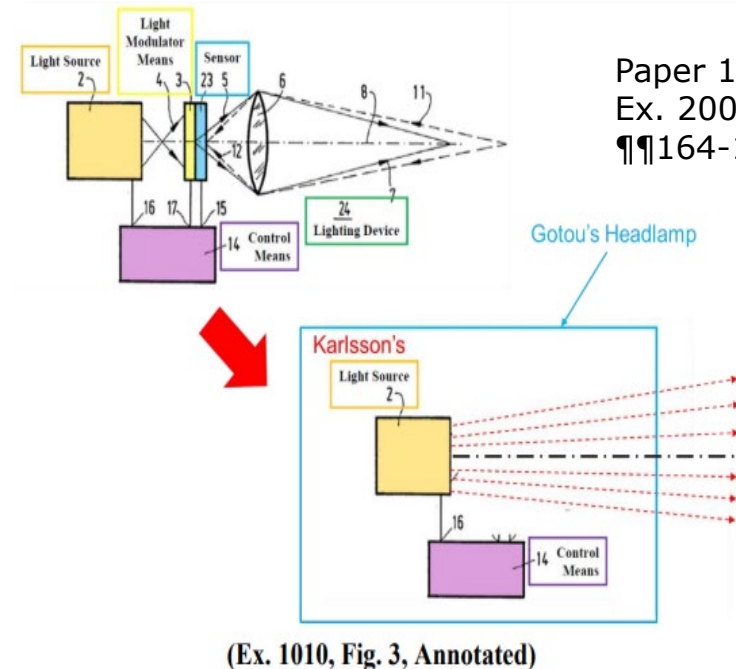 Light
Modulator
Means
Light Source
2
4
3
23
Sensor
5
6
8
11
12
7
16
17
15
14 Control
Means
24
Lighting Device
Paper 1
Ex. 200
¶¶164-
Gotou's Headlamp
Karlsson's
Light Source
2
16
14 Control
Means
(Ex. 1010, Fig. 3, Annotated)